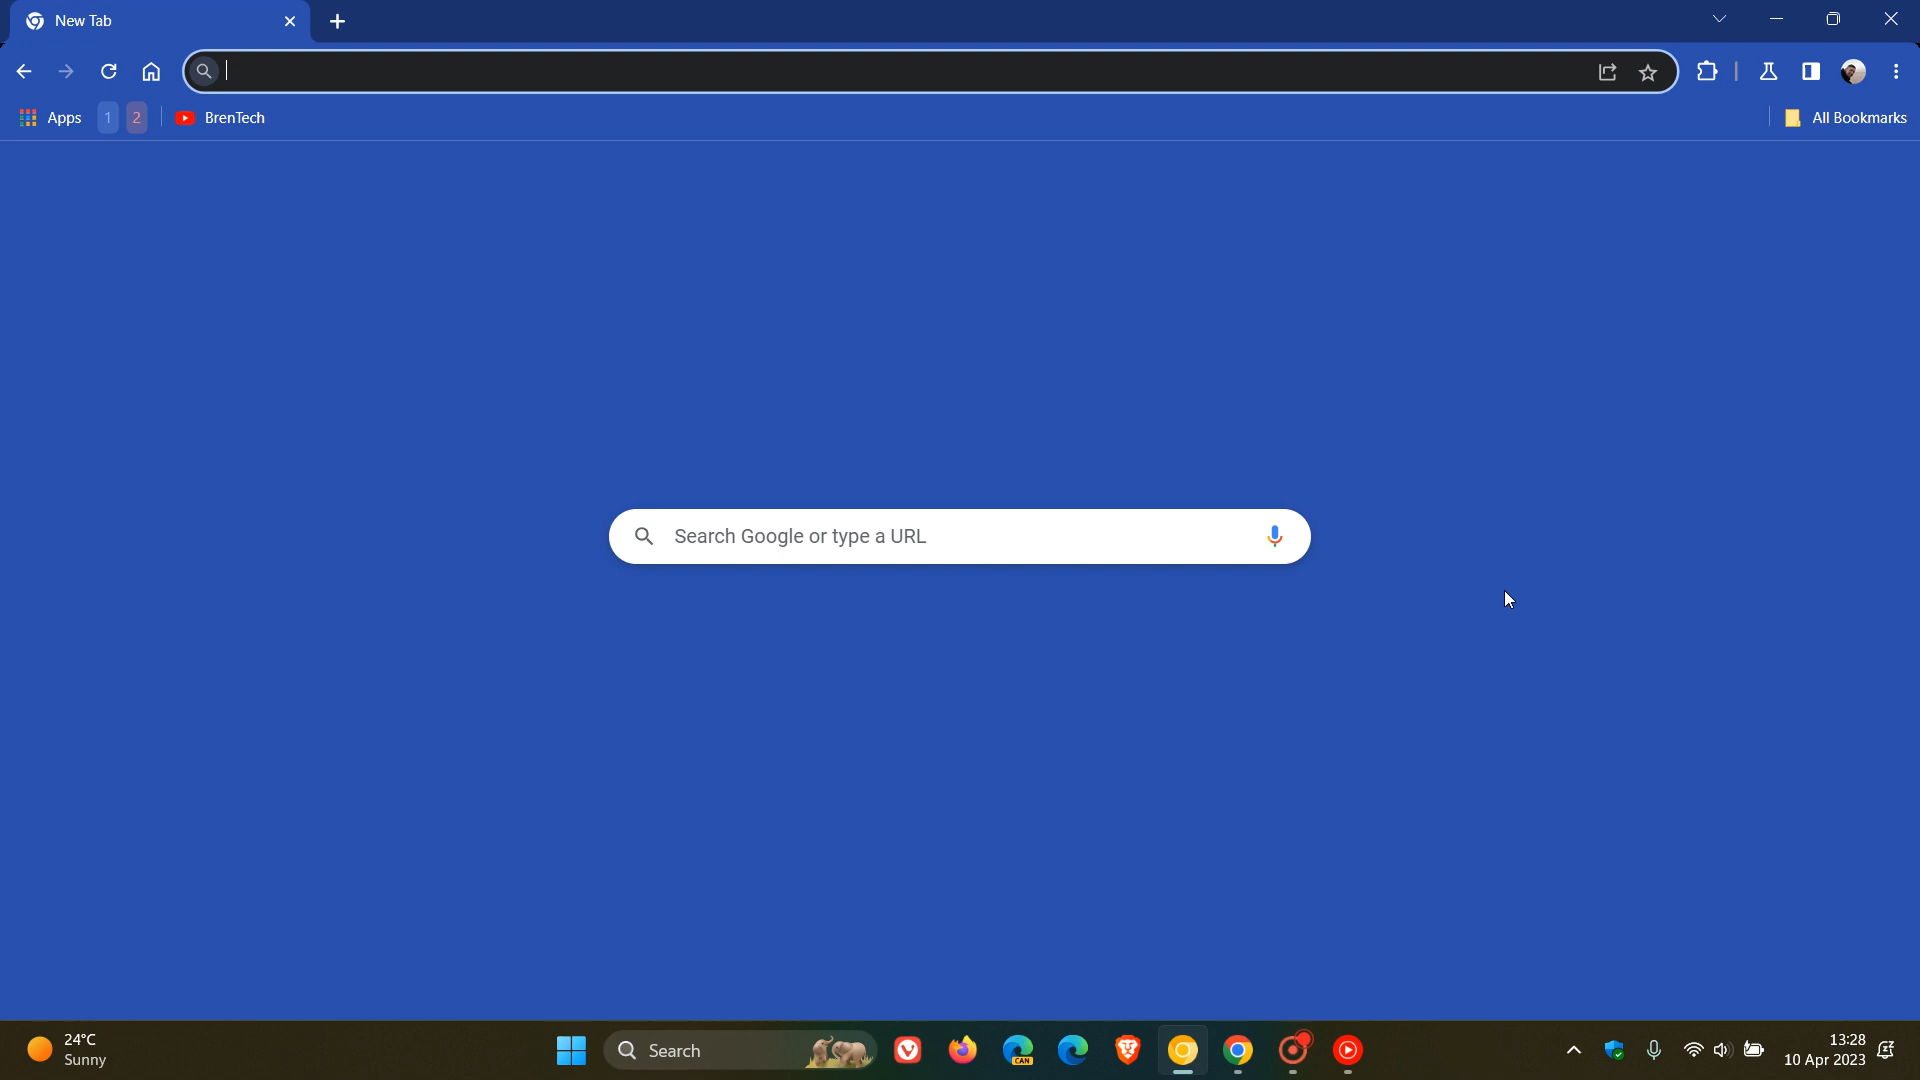 New Tab
Apps 1 2 BrenTech All Bookmarks
Search Google or type a URL
24°C
Sunny
Search
CAN
13:28
10 Apr 2023